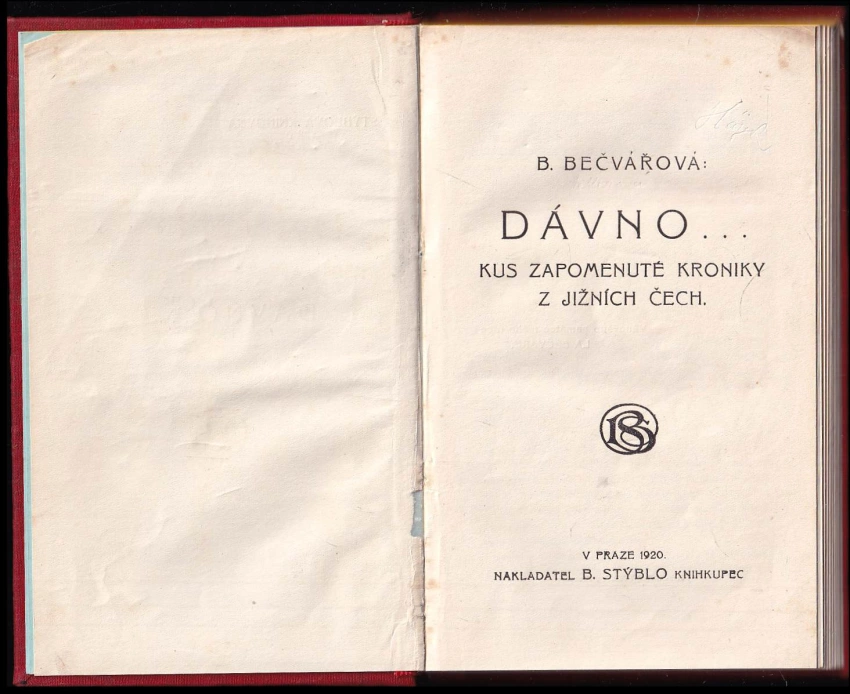 B. BEČVÁŘOVÁ:
DÁVNO...
KUS ZAPOMENUTÉ KRONIKY
Z JIŽNÍCH ČECH.
BS
V PRAZE 1920.
NAKLADATEL B. STÝBLO KNIHKUPEC